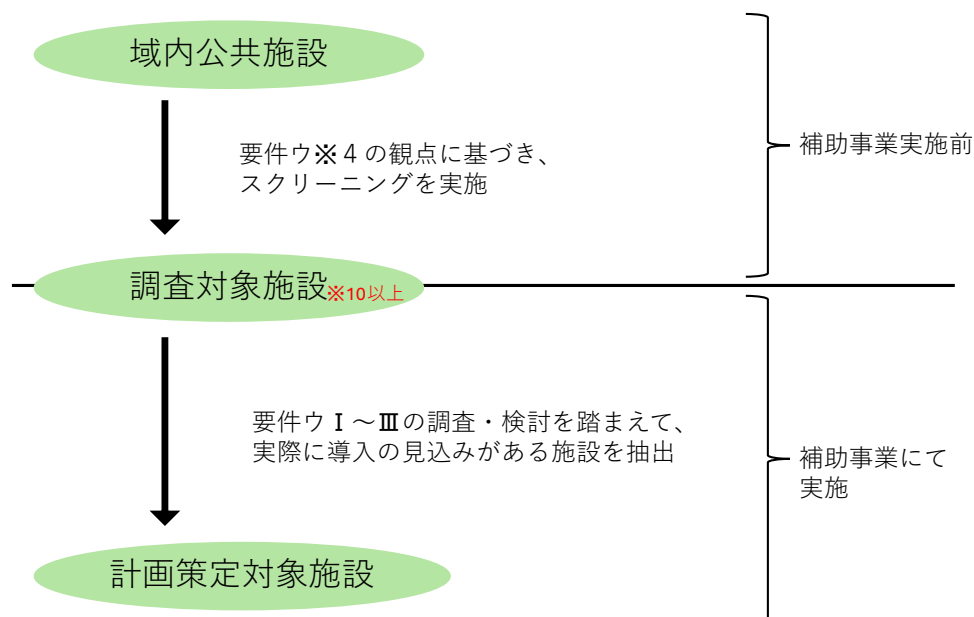 域内公共施設
補助事業実施前
要件ウ※４の観点に基づき、
スクリーニングを実施
調査対象施設※10以上
要件ウⅠ～Ⅲの調査・検討を踏まえて、
実際に導入の見込みがある施設を抽出
補助事業にて
実施
計画策定対象施設